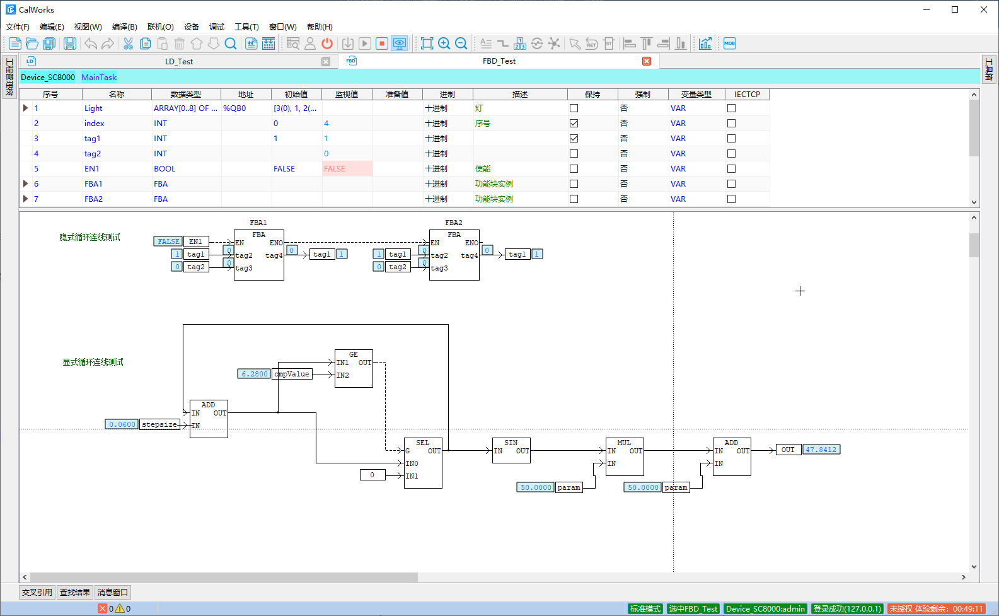 CalWorks
文件(F) 编辑(E) 视图(W) 编译(B) 联机(O) 设备 调试 工具(T) 窗口(W) 帮助(H)
RET ST MOB
工程管理树
LD LD_Test FBD FBD_Test
工具箱
Device_SC8000 MainTask
序号 名称 数据类型 地址 初始值 监视值 准备值 进制 描述 保持 强制 变量类型 IECTCP
1 Light ARRAY[0..8] OF ... %QB0 [3(0), 1, 2(... 十进制 灯 否 VAR
2 index INT 0 4 十进制 序号 否 VAR
3 tag1 INT 1 1 十进制 否 VAR
4 tag2 INT 0 十进制 否 VAR
5 EN1 BOOL FALSE FALSE 十进制 使能 否 VAR
6 FBA1 FBA 十进制 功能块实例 否 VAR
7 FBA2 FBA 十进制 功能块实例 否 VAR
FBA1 FBA2
隐式循环连线测试
FBA FBA
FALSE EN1 EN ENO EN ENO
1 tag1 0 tag2 tag4 0 tag1 1 1 tag1 0 tag2 tag4 0 tag1 1
0 tag2 0 tag3 0 tag2 0 tag3
显式循环连线测试
GE
IN1 OUT
6.2800 cmpValue IN2
ADD
IN OUT
0.0600 stepsize IN
SEL SIN MUL ADD
G OUT IN OUT IN OUT IN OUT OUT 47.8412
IN0 IN IN
0 IN1
50.0000 param 50.0000 param
交叉引用 查找结果 消息窗口
0 0 标准模式 选中FBD_Test Device_SC8000:admin 登录成功(127.0.0.1) 未授权 体验剩余：00:49:11